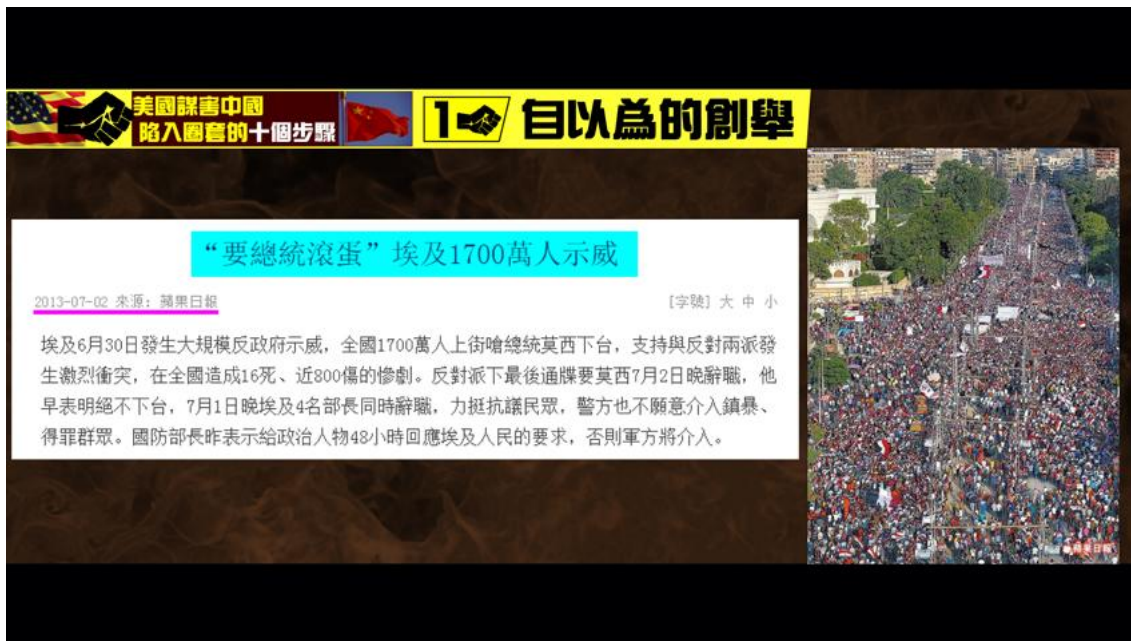 美國謀害中國
陷入圈套的十個步驟
1 自以為的創舉
“要總統滾蛋”埃及1700萬人示威
2013-07-02 來源: 蘋果日報
[字號] 大 中 小
埃及6月30日發生大規模反政府示威，全國1700萬人上街嗆總統莫西下台，支持與反對兩派發
生激烈衝突，在全國造成16死、近800傷的慘劇。反對派下最後通牒要莫西7月2日晚辭職，他
早表明絕不下台，7月1日晚埃及4名部長同時辭職，力挺抗議民眾，警方也不願意介入鎮暴、
得罪群眾。國防部長昨表示給政治人物48小時回應埃及人民的要求，否則軍方將介入。
蘋果日報